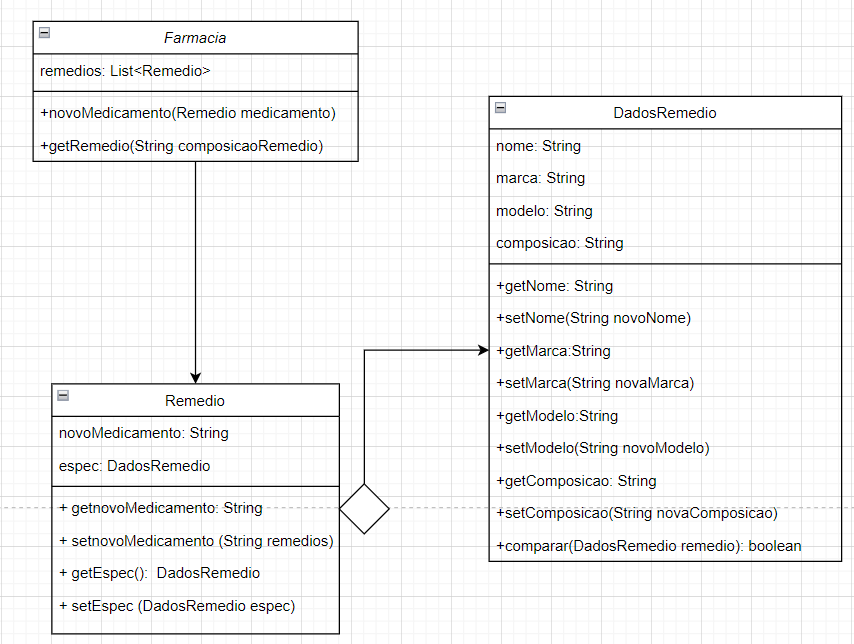 Farmacia
remedios: List<Remedio>
+novoMedicamento(Remedio medicamento)
+getRemedio(String composicaoRemedio)
DadosRemedio
nome: String
marca: String
modelo: String
composicao: String
+getNome: String
+setNome(String novoNome)
+getMarca:String
+setMarca(String novaMarca)
+getModelo:String
+setModelo(String novoModelo)
+getComposicao: String
+setComposicao(String novaComposicao)
+comparar(DadosRemedio remedio): boolean
Remedio
novoMedicamento: String
espec: DadosRemedio
+ getnovoMedicamento: String
+ setnovoMedicamento (String remedios)
+ getEspec():  DadosRemedio
+ setEspec (DadosRemedio espec)